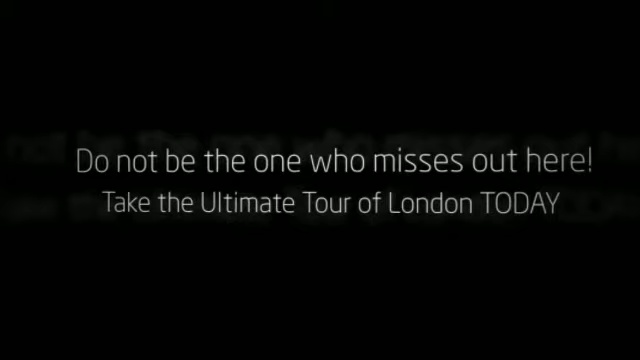 Do not be the one who misses out here!
Take the Ultimate Tour of London TODAY